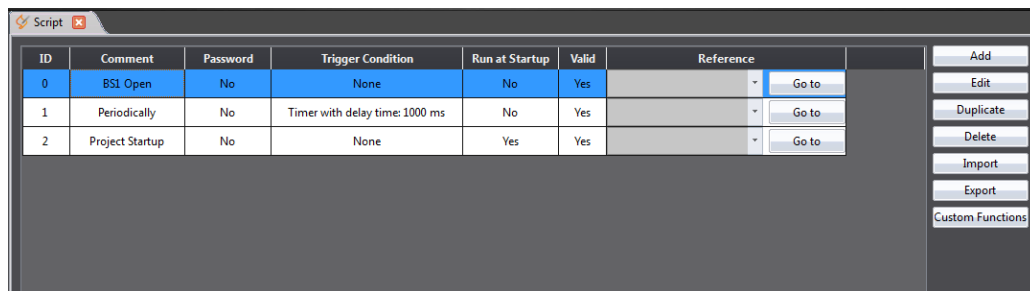 Script
ID Comment Password Trigger Condition Run at Startup Valid Reference
0 BS1 Open No None No Yes Go to
1 Periodically No Timer with delay time: 1000 ms No Yes Go to
2 Project Startup No None Yes Yes Go to
Add
Edit
Duplicate
Delete
Import
Export
Custom Functions